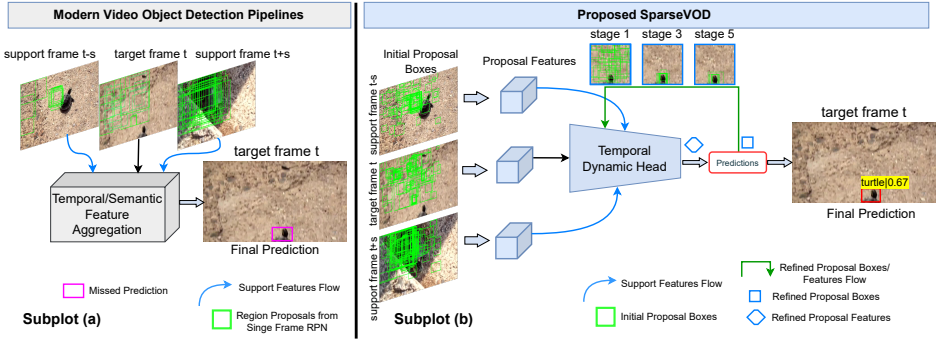 Modern Video Object Detection Pipelines
support frame t-s
target frame t
support frame t+s
Temporal/Semantic
Feature
Aggregation
target frame t
Final Prediction
Missed Prediction
Support Features Flow
Region Proposals from
Singe Frame RPN
Subplot (a)
Proposed SparseVOD
stage 1
stage 3
stage 5
Initial Proposal
Boxes
Proposal Features
support frame t-s
target frame t
support frame t+s
Temporal
Dynamic Head
Predictions
target frame t
turtle|0.67
Final Prediction
Support Features Flow
Initial Proposal Boxes
Refined Proposal Boxes/
Features Flow
Refined Proposal Boxes
Refined Proposal Features
Subplot (b)